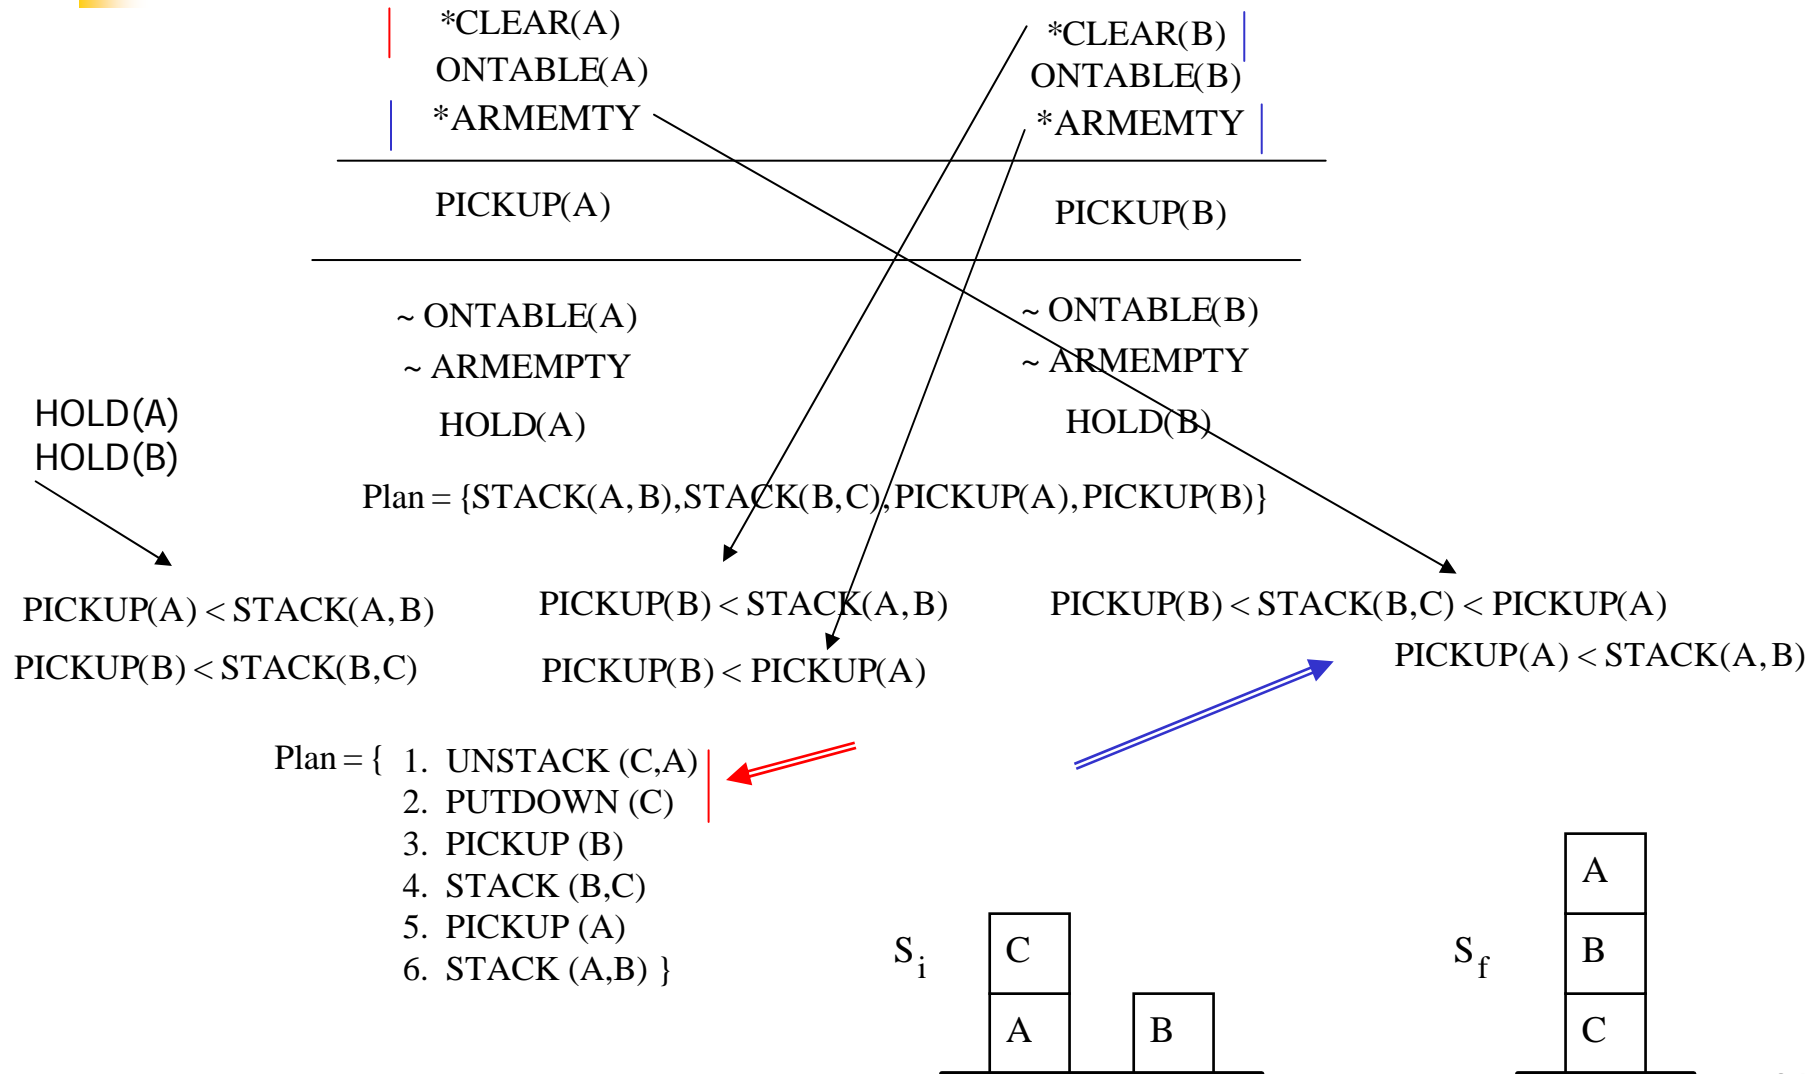 *CLEAR(A)
ONTABLE(A)
*ARMEMTY
*CLEAR(B)
ONTABLE(B)
*ARMEMTY
PICKUP(A)
PICKUP(B)
~ ONTABLE(A)
~ ARMEMPTY
HOLD(A)
~ ONTABLE(B)
~ ARMEMPTY
HOLD(B)
HOLD(A)
HOLD(B)
Plan = {STACK(A,B),STACK(B,C),PICKUP(A),PICKUP(B)}
PICKUP(A) < STACK(A,B)
PICKUP(B) < STACK(B,C)
PICKUP(B) < STACK(A,B)
PICKUP(B) < PICKUP(A)
PICKUP(B) < STACK(B,C) < PICKUP(A)
PICKUP(A) < STACK(A,B)
Plan = { 1. UNSTACK (C,A)
2. PUTDOWN (C)
3. PICKUP (B)
4. STACK (B,C)
5. PICKUP (A)
6. STACK (A,B) }
Si
C
A
B
Sf
A
B
C